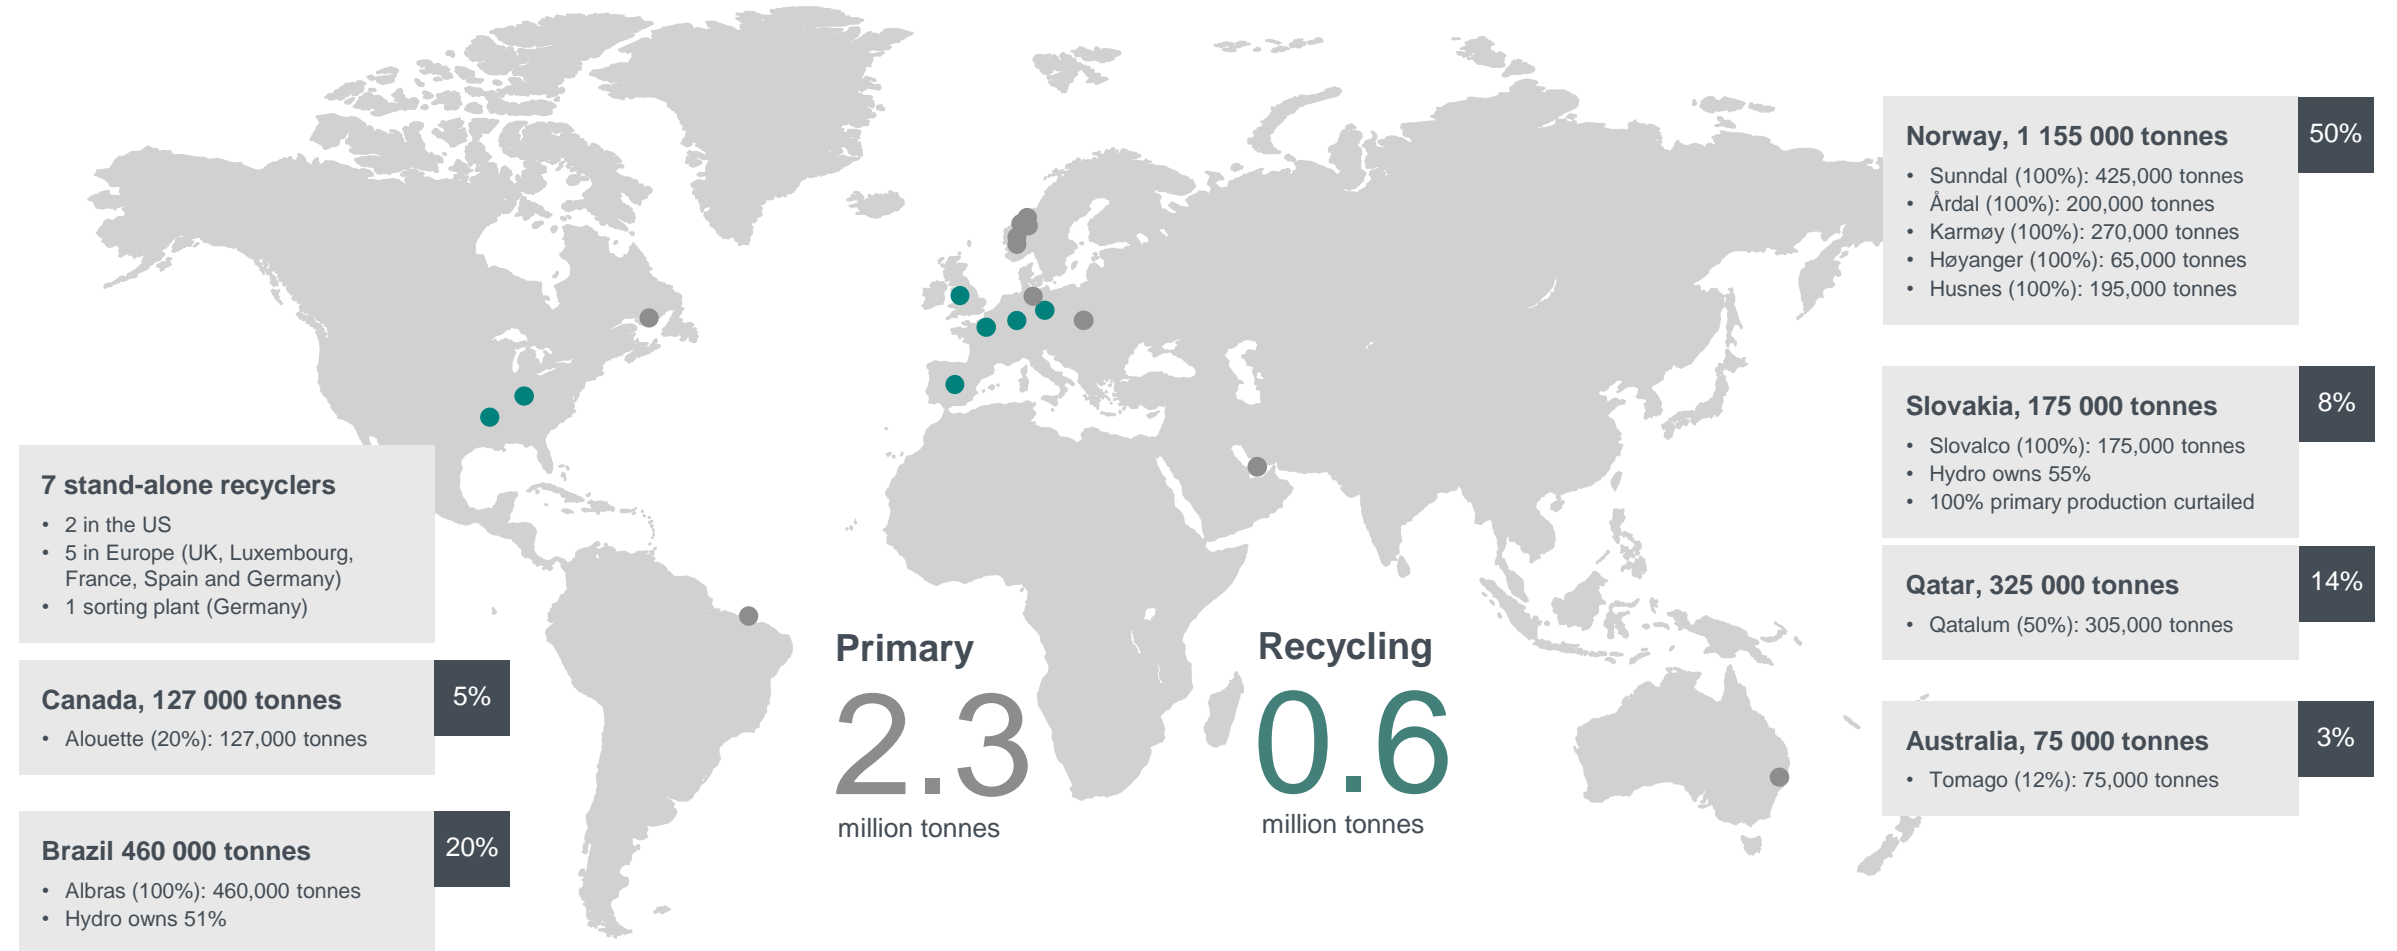 7 stand-alone recyclers
• 2 in the US
• 5 in Europe (UK, Luxembourg,
France, Spain and Germany)
• 1 sorting plant (Germany)
Canada, 127 000 tonnes
5%
• Alouette (20%): 127,000 tonnes
Brazil 460 000 tonnes
20%
• Albras (100%): 460,000 tonnes
• Hydro owns 51%
Primary
2.3
million tonnes
Recycling
0.6
million tonnes
Norway, 1 155 000 tonnes
50%
• Sunndal (100%): 425,000 tonnes
• Årdal (100%): 200,000 tonnes
• Karmøy (100%): 270,000 tonnes
• Høyanger (100%): 65,000 tonnes
• Husnes (100%): 195,000 tonnes
Slovakia, 175 000 tonnes
8%
• Slovalco (100%): 175,000 tonnes
• Hydro owns 55%
• 100% primary production curtailed
Qatar, 325 000 tonnes
14%
• Qatalum (50%): 305,000 tonnes
Australia, 75 000 tonnes
3%
• Tomago (12%): 75,000 tonnes